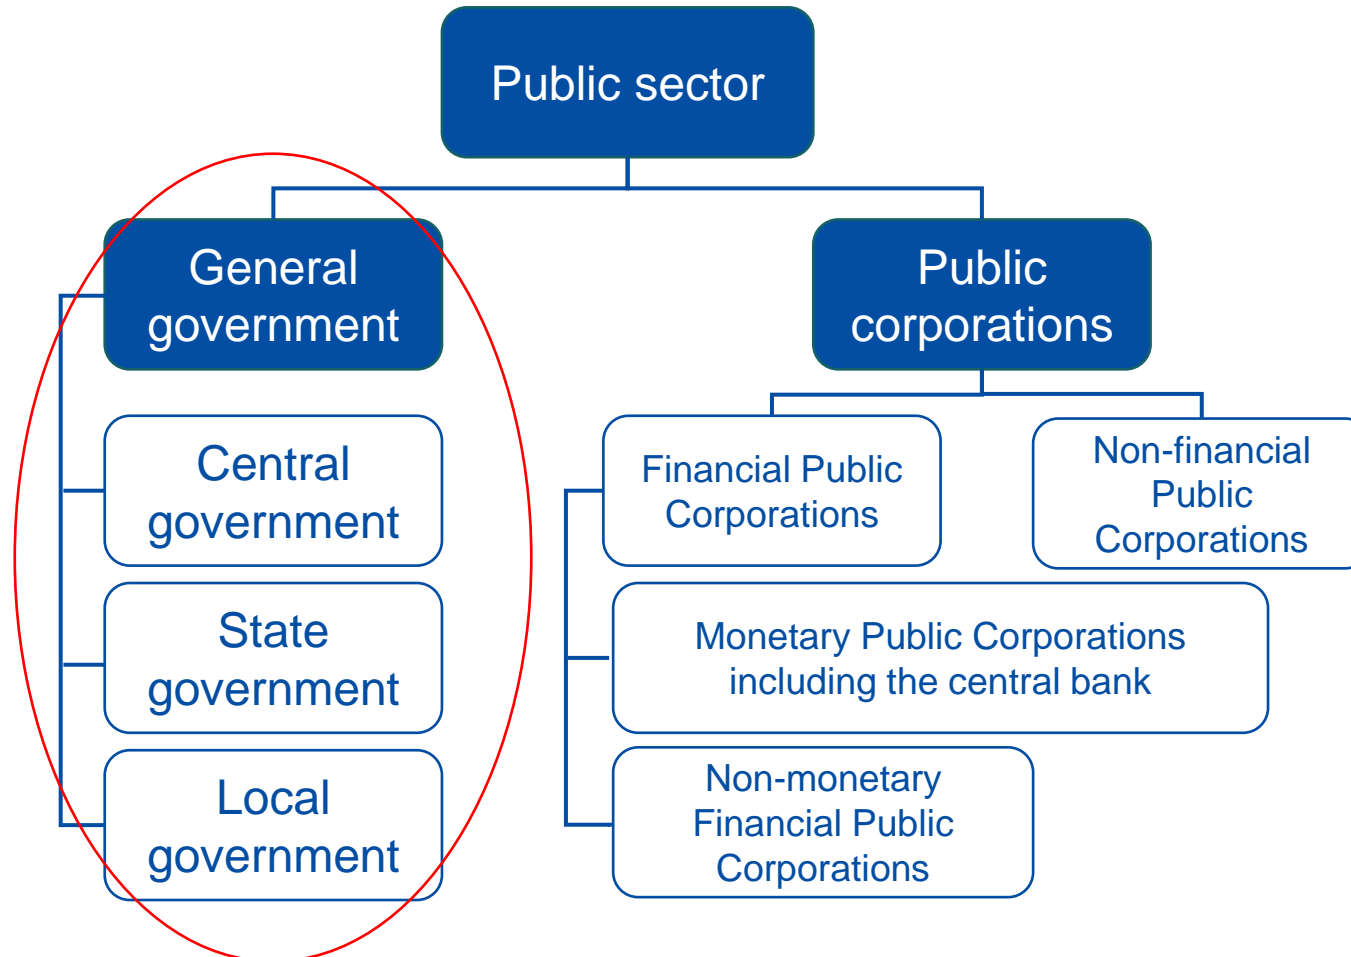 Public sector
General
government
Public
corporations
Central
government
Financial Public
Corporations
Non-financial
Public
Corporations
State
government
Monetary Public Corporations
including the central bank
Local
government
Non-monetary
Financial Public
Corporations